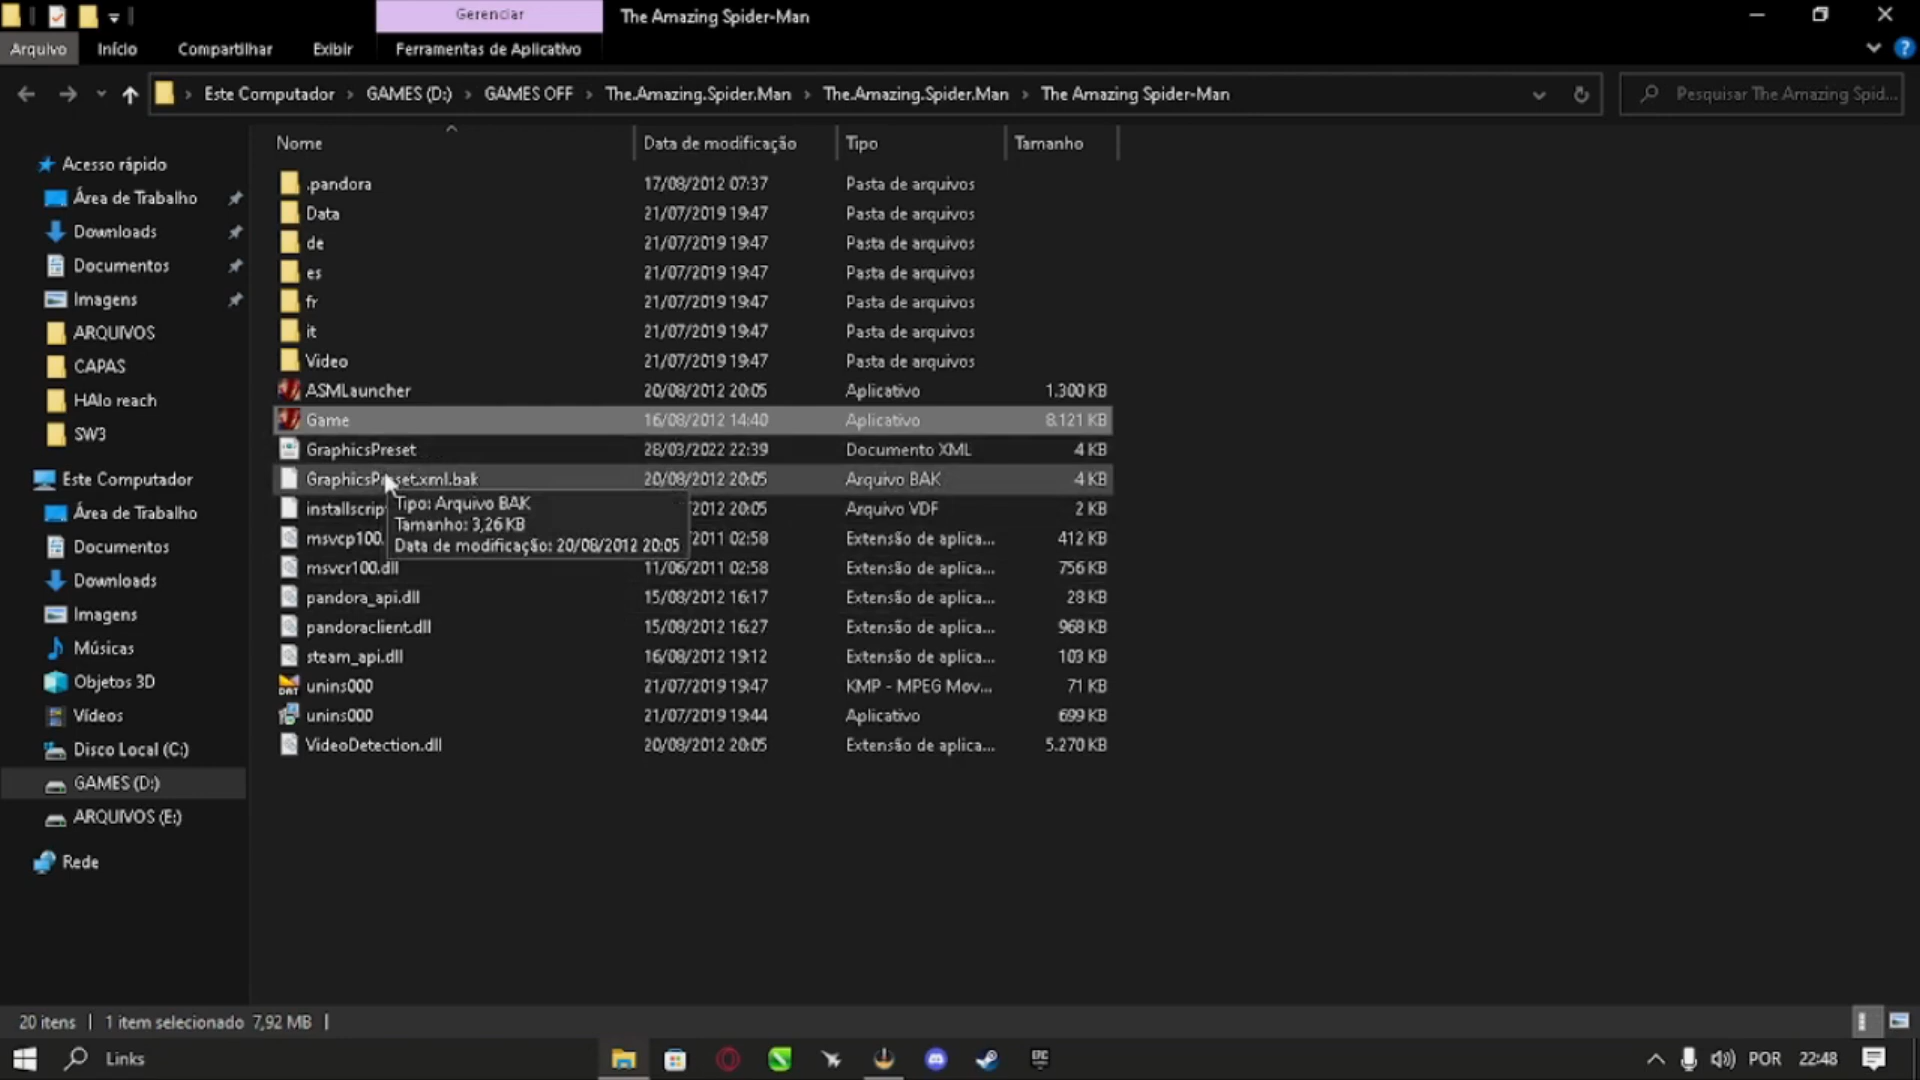 Gerenciar
The Amazing Spider-Man
Arquivo Início Compartilhar Exibir Ferramentas de Aplicativo
Este Computador › GAMES (D:) › GAMES OFF › The.Amazing.Spider.Man › The.Amazing.Spider.Man › The Amazing Spider-Man
Pesquisar The Amazing Spid...
Acesso rápido
Área de Trabalho
Downloads
Documentos
Imagens
ARQUIVOS
CAPAS
HAlo reach
SW3
Este Computador
Área de Trabalho
Documentos
Downloads
Imagens
Músicas
Objetos 3D
Vídeos
Disco Local (C:)
GAMES (D:)
ARQUIVOS (E:)
Rede
Nome Data de modificação Tipo Tamanho
.pandora 17/08/2012 07:37 Pasta de arquivos
Data 21/07/2019 19:47 Pasta de arquivos
de 21/07/2019 19:47 Pasta de arquivos
es 21/07/2019 19:47 Pasta de arquivos
fr 21/07/2019 19:47 Pasta de arquivos
it 21/07/2019 19:47 Pasta de arquivos
Video 21/07/2019 19:47 Pasta de arquivos
ASMLauncher 20/08/2012 20:05 Aplicativo 1.300 KB
Game 16/08/2012 14:40 Aplicativo 8.121 KB
GraphicsPreset 28/03/2022 22:39 Documento XML 4 KB
GraphicsPreset.xml.bak 20/08/2012 20:05 Arquivo BAK 4 KB
installscrip 2012 20:05 Arquivo VDF 2 KB
msvcp100. 2011 02:58 Extensão de aplica... 412 KB
msvcr100.dll 11/06/2011 02:58 Extensão de aplica... 756 KB
pandora_api.dll 15/08/2012 16:17 Extensão de aplica... 28 KB
pandoraclient.dll 15/08/2012 16:27 Extensão de aplica... 968 KB
steam_api.dll 16/08/2012 19:12 Extensão de aplica... 103 KB
unins000 21/07/2019 19:47 KMP - MPEG Mov... 71 KB
unins000 21/07/2019 19:44 Aplicativo 699 KB
VideoDetection.dll 20/08/2012 20:05 Extensão de aplica... 5.270 KB
Tipo: Arquivo BAK
Tamanho: 3,26 KB
Data de modificação: 20/08/2012 20:05
20 itens | 1 item selecionado 7,92 MB |
Links
POR 22:48